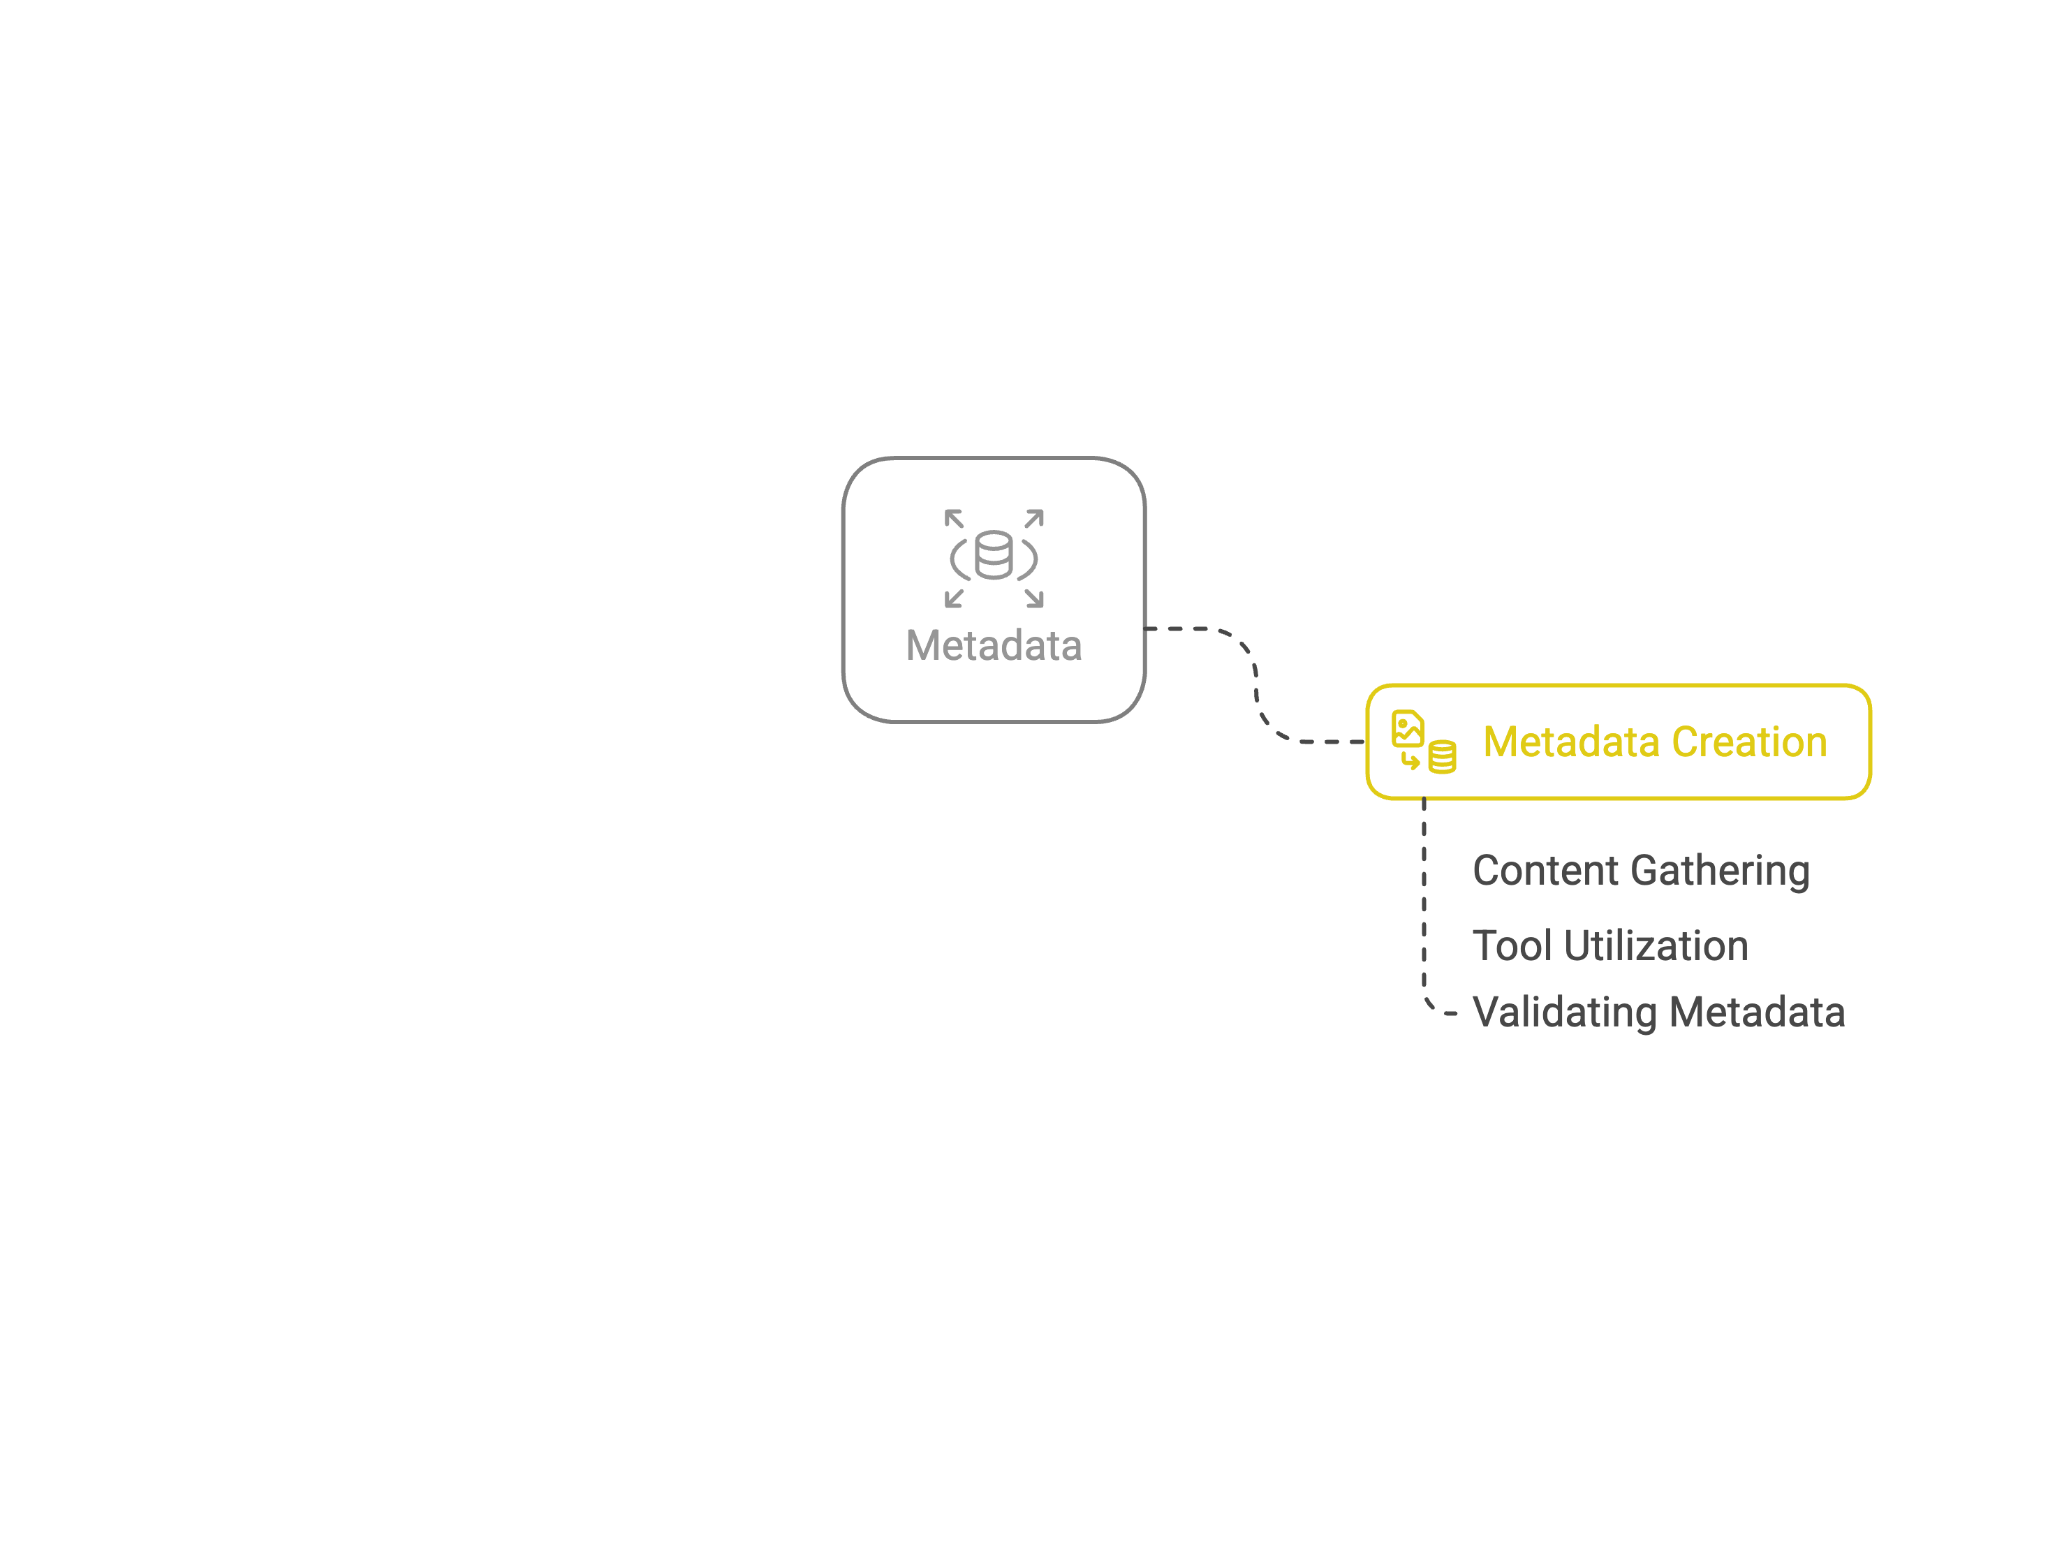 Metadata
Metadata Creation
Content Gathering
Tool Utilization
Validating Metadata